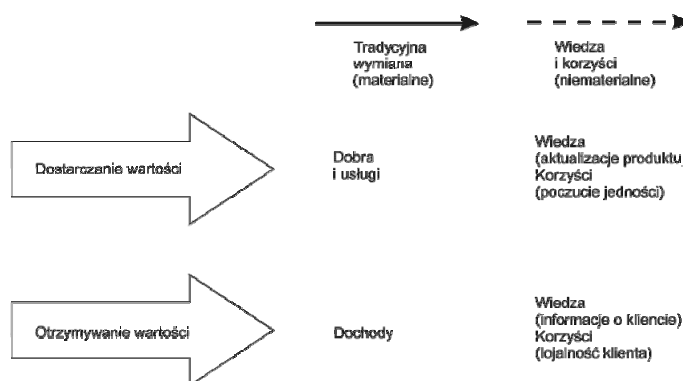 Tradycyjna
wymiana
(materialne)
Wiedza
i korzyści
(niematerialne)
Dostarczanie wartości
Dobra
i usługi
Wiedza
(aktualizacje produktu
Korzyści
(poczucie jedności)
Otrzymywanie wartości
Dochody
Wiedza
(informacje o kliencie)
Korzyści
(lojalność klienta)